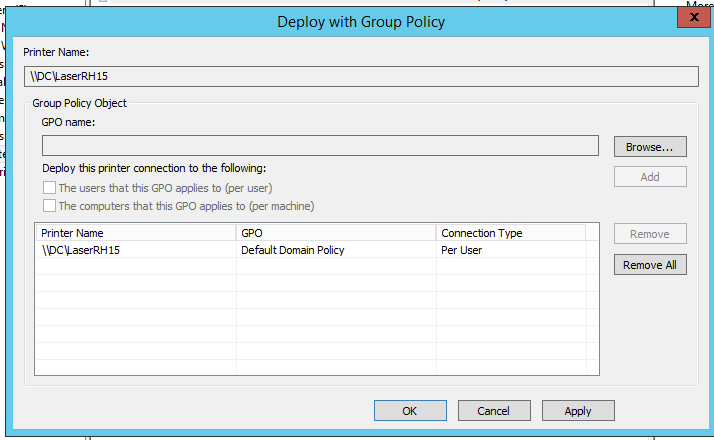 More
Deploy with Group Policy
x
Printer Name:
\\DC\LaserRH15
Group Policy Object
GPO name:
Browse...
Deploy this printer connection to the following:
Add
The users that this GPO applies to (per user)
The computers that this GPO applies to (per machine)
Printer Name GPO Connection Type
Remove
\\DC\LaserRH15 Default Domain Policy Per User
Remove All
OK Cancel Apply